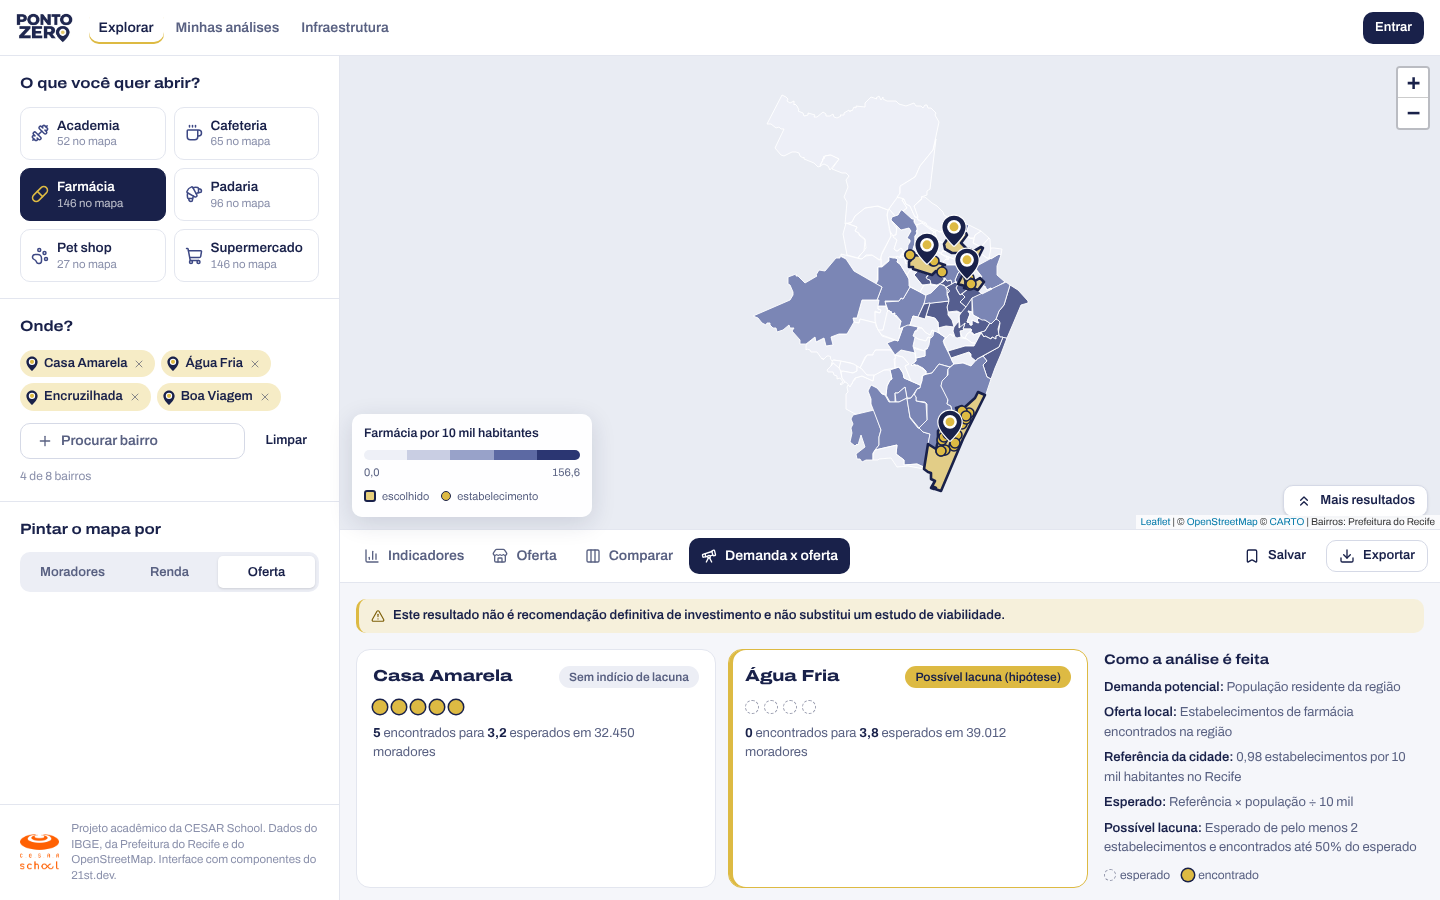 PONTO
ZERO
Explorar
Minhas análises
Infraestrutura
Entrar
O que você quer abrir?
Academia
52 no mapa
Cafeteria
65 no mapa
Farmácia
146 no mapa
Padaria
96 no mapa
Pet shop
27 no mapa
Supermercado
146 no mapa
Onde?
Casa Amarela ×
Água Fria ×
Encruzilhada ×
Boa Viagem ×
+ Procurar bairro
Limpar
4 de 8 bairros
Pintar o mapa por
Moradores
Renda
Oferta
CESAR
school
Projeto acadêmico da CESAR School. Dados do
IBGE, da Prefeitura do Recife e do
OpenStreetMap. Interface com componentes do
21st.dev.
+
−
Farmácia por 10 mil habitantes
0,0
156,6
escolhido
estabelecimento
Mais resultados
Leaflet | © OpenStreetMap © CARTO | Bairros: Prefeitura do Recife
Indicadores
Oferta
Comparar
Demanda x oferta
Salvar
Exportar
Este resultado não é recomendação definitiva de investimento e não substitui um estudo de viabilidade.
Casa Amarela
Sem indício de lacuna
5 encontrados para 3,2 esperados em 32.450
moradores
Água Fria
Possível lacuna (hipótese)
0 encontrados para 3,8 esperados em 39.012
moradores
Como a análise é feita
Demanda potencial: População residente da região
Oferta local: Estabelecimentos de farmácia
encontrados na região
Referência da cidade: 0,98 estabelecimentos por 10
mil habitantes no Recife
Esperado: Referência × população ÷ 10 mil
Possível lacuna: Esperado de pelo menos 2
estabelecimentos e encontrados até 50% do esperado
esperado
encontrado